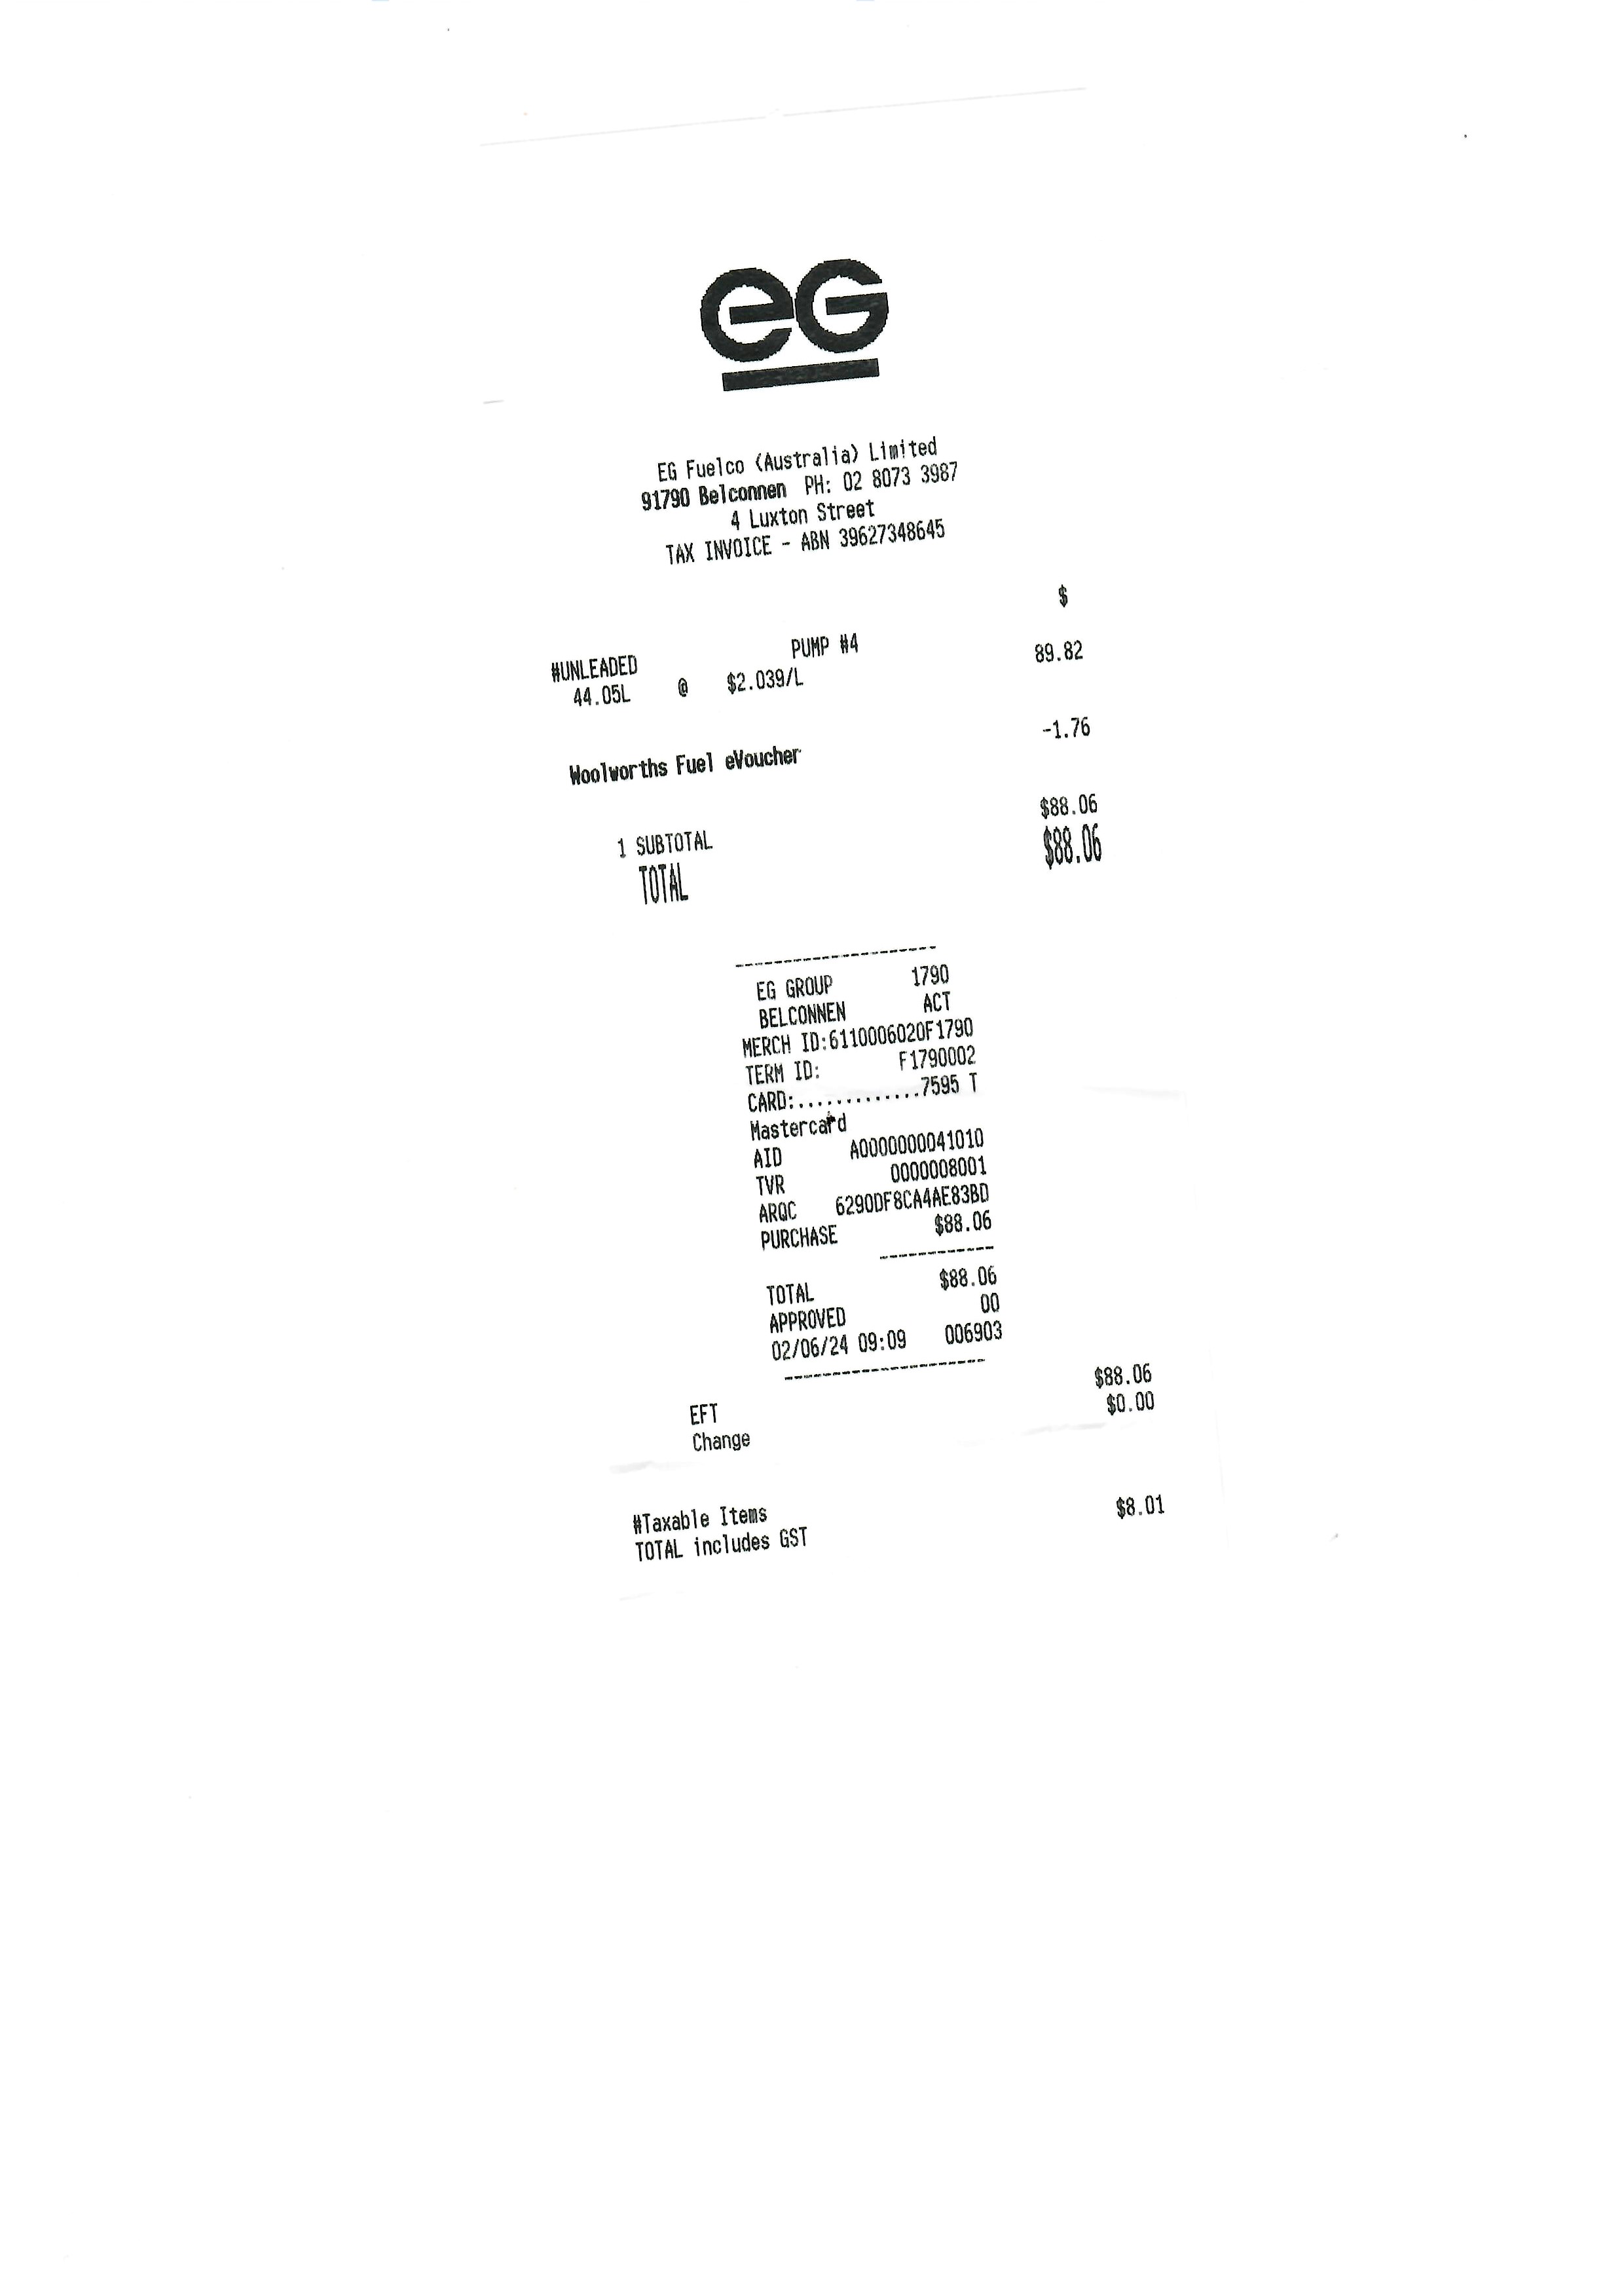 eG
EG Fuelco (Australia) Limited
91790 Belconnen PH: 02 8073 3987
4 Luxton Street
TAX INVOICE - ABN 39627348645
$
#UNLEADED PUMP #4
44.05L @ $2.039/L 89.82
Woolworths Fuel eVoucher -1.76
1 SUBTOTAL $88.06
TOTAL $88.06
--------------------
EG GROUP 1790
BELCONNEN ACT
MERCH ID:6110006020F1790
TERM ID: F1790002
CARD:.............7595 T
Mastercard
AID A0000000041010
TVR 0000008001
ARQC 6290DF8CA4AE83BD
PURCHASE $88.06
------------
TOTAL $88.06
APPROVED 00
02/06/24 09:09 006903
--------------------
EFT $88.06
Change $0.00
#Taxable Items
TOTAL includes GST $8.01